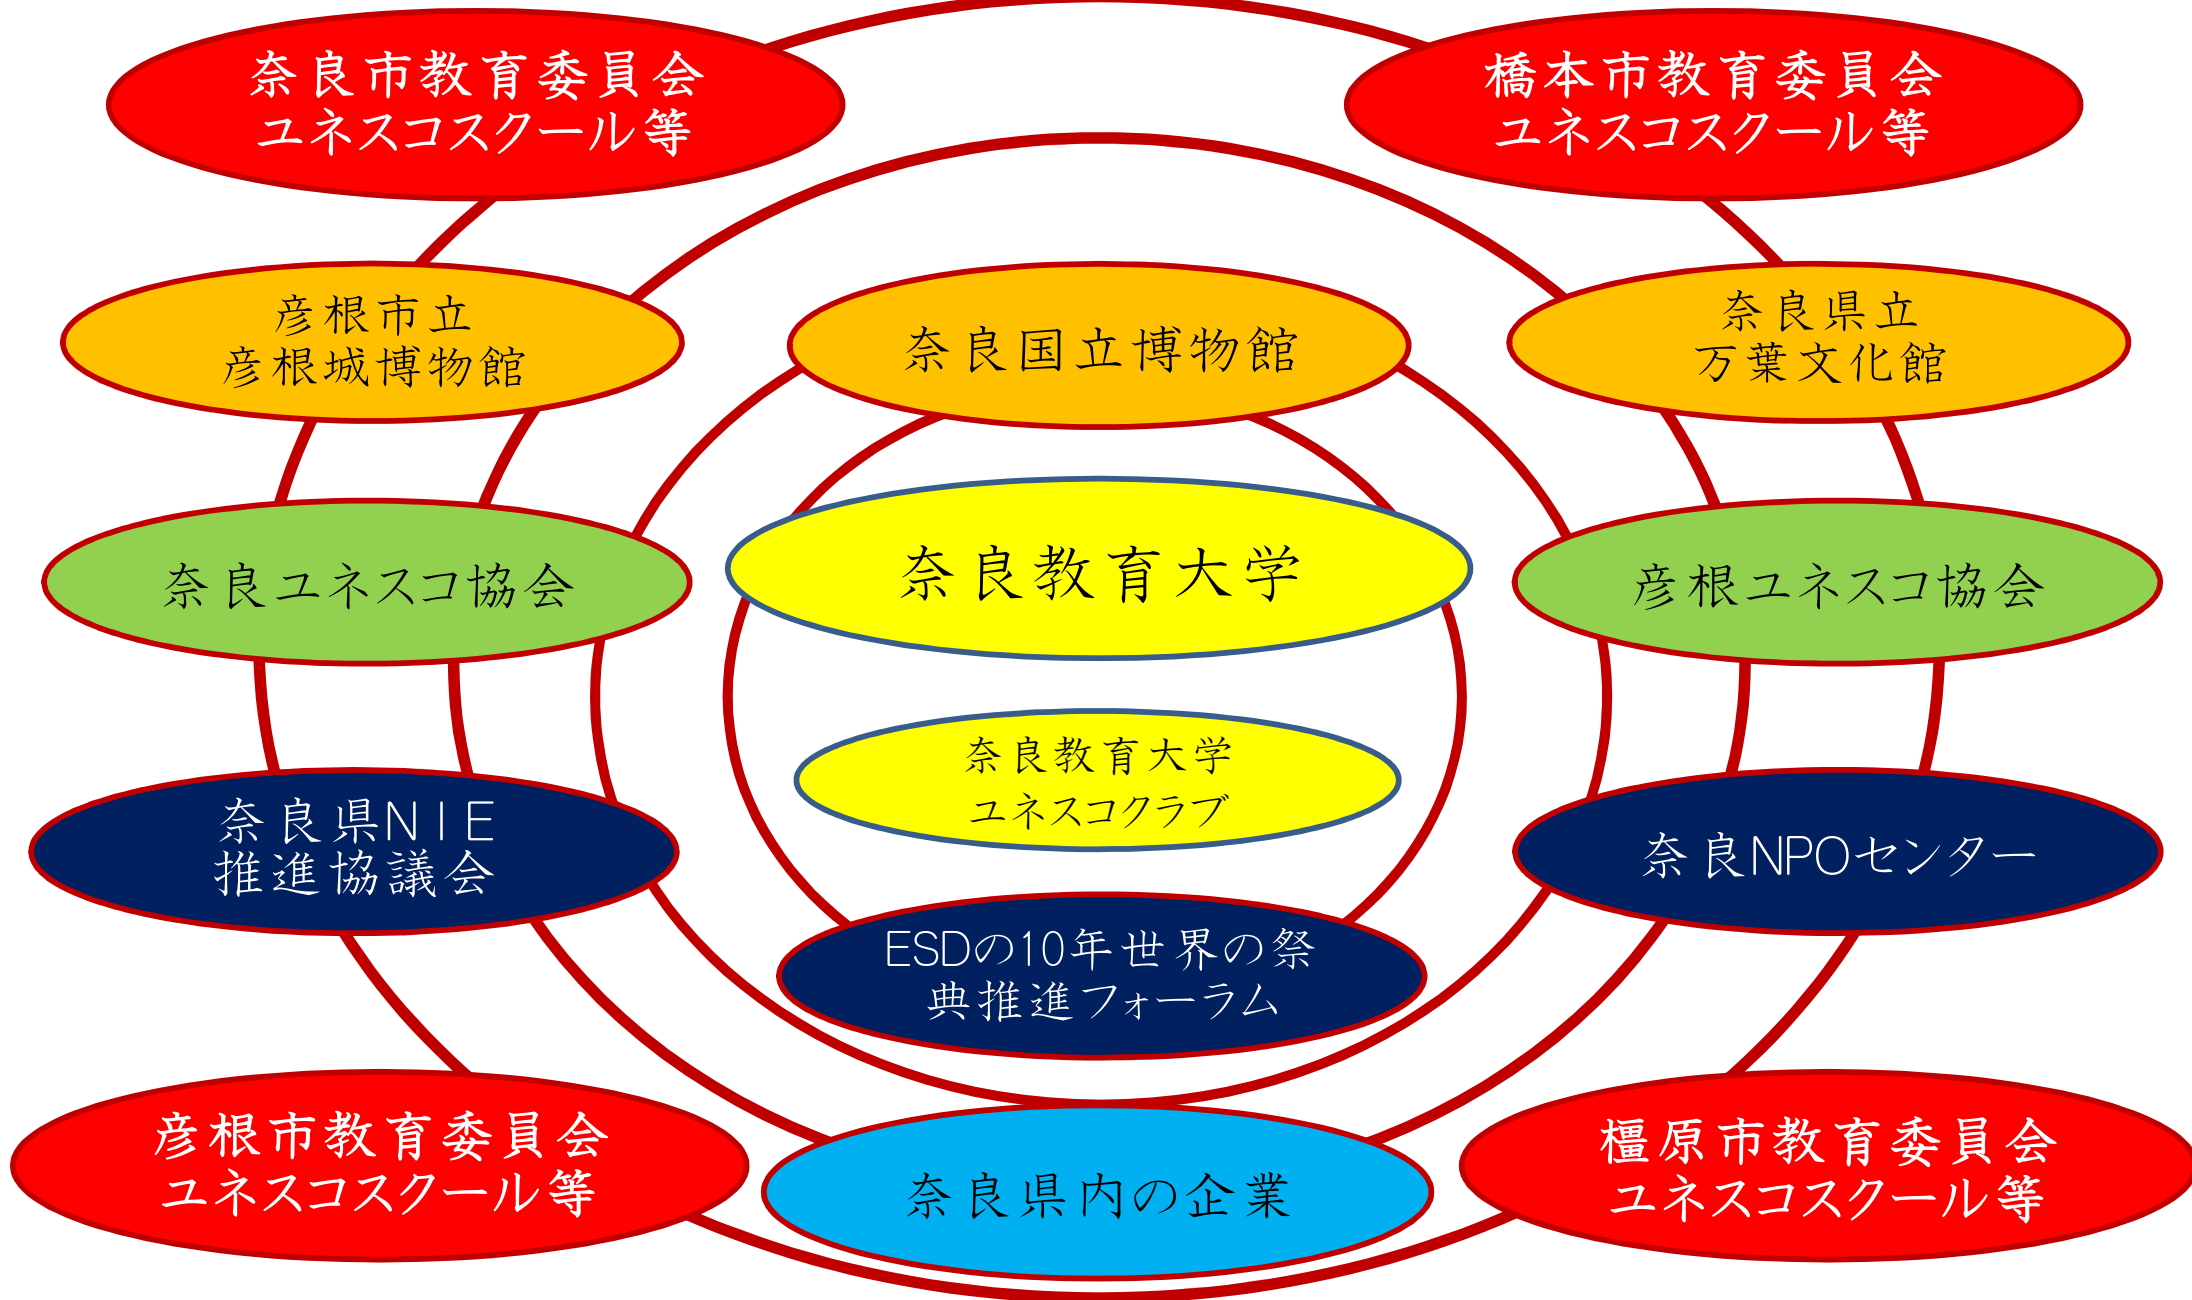 奈良市教育委員会
ユネスコスクール等
橋本市教育委員会
ユネスコスクール等
彦根市立
彦根城博物館
奈良国立博物館
奈良県立
万葉文化館
奈良ユネスコ協会
奈良教育大学
彦根ユネスコ協会
奈良教育大学
ユネスコクラブ
奈良県NIE
推進協議会
奈良NPOセンター
ESDの10年世界の祭
典推進フォーラム
彦根市教育委員会
ユネスコスクール等
奈良県内の企業
橿原市教育委員会
ユネスコスクール等